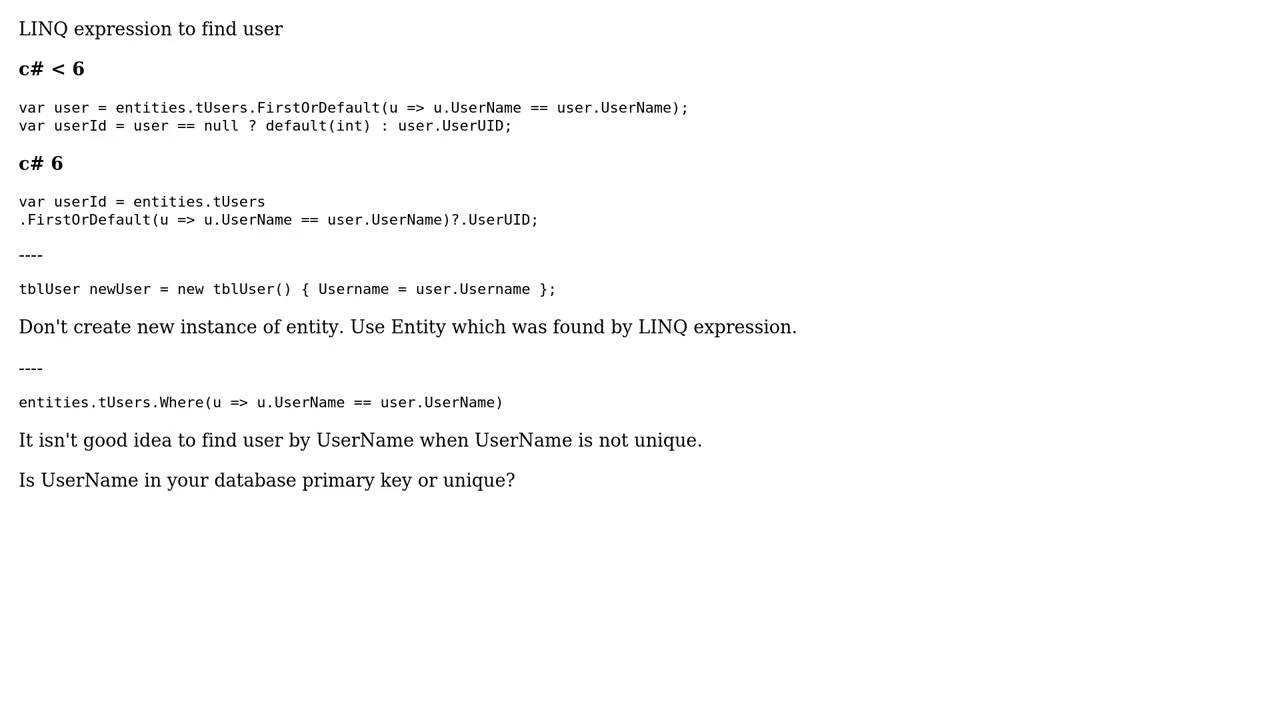 LINQ expression to find user
c# < 6
var user = entities.tUsers.FirstOrDefault(u => u.UserName == user.UserName);
var userId = user == null ? default(int) : user.UserUID;
c# 6
var userId = entities.tUsers
.FirstOrDefault(u => u.UserName == user.UserName)?.UserUID;
----
tblUser newUser = new tblUser() { Username = user.Username };
Don't create new instance of entity. Use Entity which was found by LINQ expression.
----
entities.tUsers.Where(u => u.UserName == user.UserName)
It isn't good idea to find user by UserName when UserName is not unique.
Is UserName in your database primary key or unique?